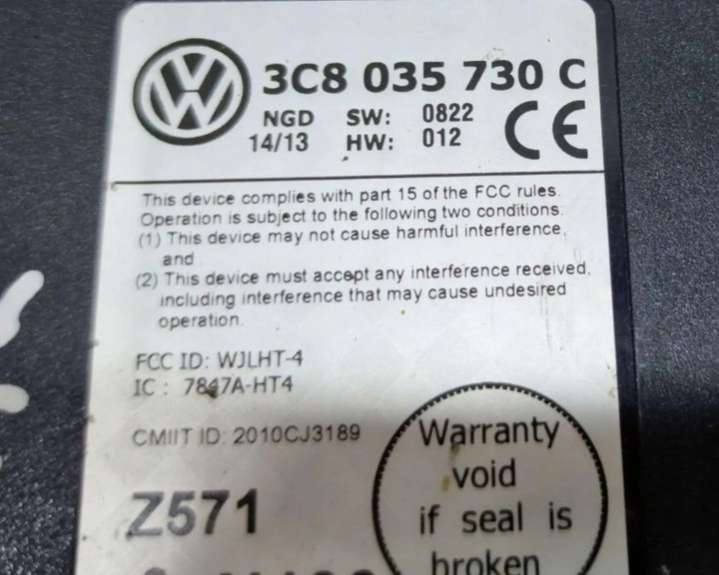 3C8 035 730 C
NGD SW: 0822
14/13 HW: 012
CE
This device complies with part 15 of the FCC rules.
Operation is subject to the following two conditions:
(1) This device may not cause harmful interference,
and
(2) This device must accept any interference received,
including interference that may cause undesired
operation.
FCC ID: WJLHT-4
IC : 7847A-HT4
CMIIT ID: 2010CJ3189
Z571
Warranty
void
if seal is
broken